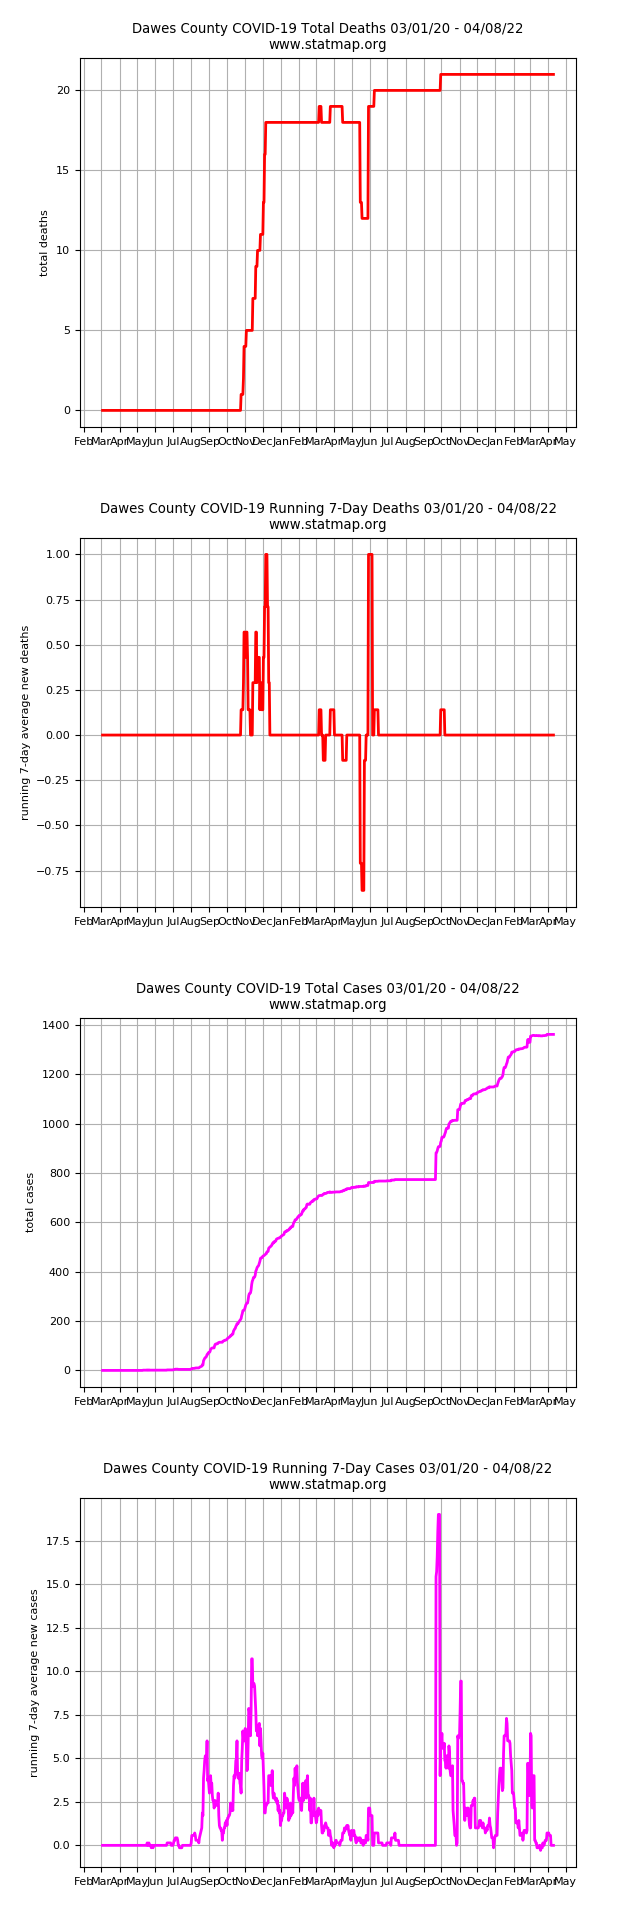 Dawes County COVID-19 Total Deaths 03/01/20 - 04/08/22
www.statmap.org
20
15
10
5
0
total deaths
Feb Mar Apr May Jun Jul Aug Sep Oct Nov Dec Jan Feb Mar Apr May Jun Jul Aug Sep Oct Nov Dec Jan Feb Mar Apr May
Dawes County COVID-19 Running 7-Day Deaths 03/01/20 - 04/08/22
www.statmap.org
1.00
0.75
0.50
0.25
0.00
−0.25
−0.50
−0.75
running 7-day average new deaths
Feb Mar Apr May Jun Jul Aug Sep Oct Nov Dec Jan Feb Mar Apr May Jun Jul Aug Sep Oct Nov Dec Jan Feb Mar Apr May
Dawes County COVID-19 Total Cases 03/01/20 - 04/08/22
www.statmap.org
1400
1200
1000
800
600
400
200
0
total cases
Feb Mar Apr May Jun Jul Aug Sep Oct Nov Dec Jan Feb Mar Apr May Jun Jul Aug Sep Oct Nov Dec Jan Feb Mar Apr May
Dawes County COVID-19 Running 7-Day Cases 03/01/20 - 04/08/22
www.statmap.org
17.5
15.0
12.5
10.0
7.5
5.0
2.5
0.0
running 7-day average new cases
Feb Mar Apr May Jun Jul Aug Sep Oct Nov Dec Jan Feb Mar Apr May Jun Jul Aug Sep Oct Nov Dec Jan Feb Mar Apr May